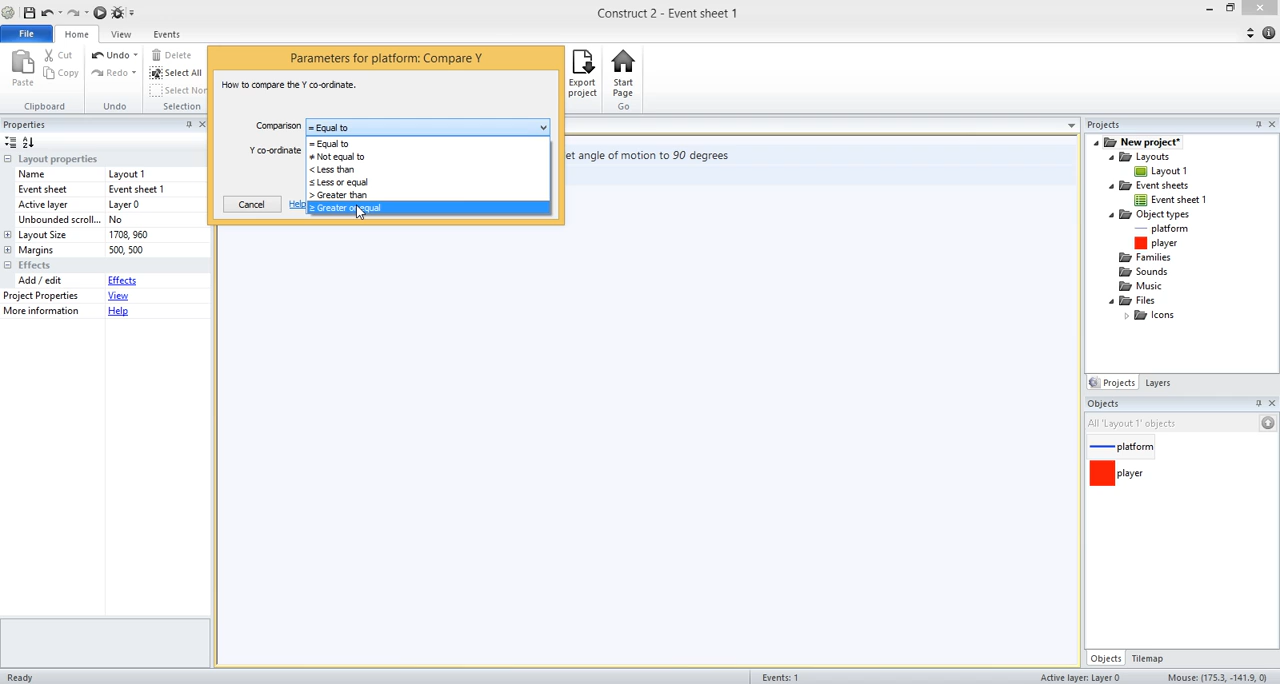 Construct 2 - Event sheet 1
File
Home
View
Events
Paste
Cut
Copy
Clipboard
Undo
Redo
Undo
Delete
Select All
Select Non
Selection
Export project
Start Page
Go
Parameters for platform: Compare Y
How to compare the Y co-ordinate.
Comparison
= Equal to
Y co-ordinate
= Equal to
≠ Not equal to
< Less than
≤ Less or equal
> Greater than
≥ Greater or equal
Cancel
Help
et angle of motion to 90 degrees
Properties
Layout properties
Name Layout 1
Event sheet Event sheet 1
Active layer Layer 0
Unbounded scroll... No
Layout Size 1708, 960
Margins 500, 500
Effects
Add / edit Effects
Project Properties View
More information Help
Projects
New project*
Layouts
Layout 1
Event sheets
Event sheet 1
Object types
platform
player
Families
Sounds
Music
Files
Icons
Projects Layers
Objects
All 'Layout 1' objects
platform
player
Objects Tilemap
Ready
Events: 1
Active layer: Layer 0
Mouse: (175.3, -141.9, 0)